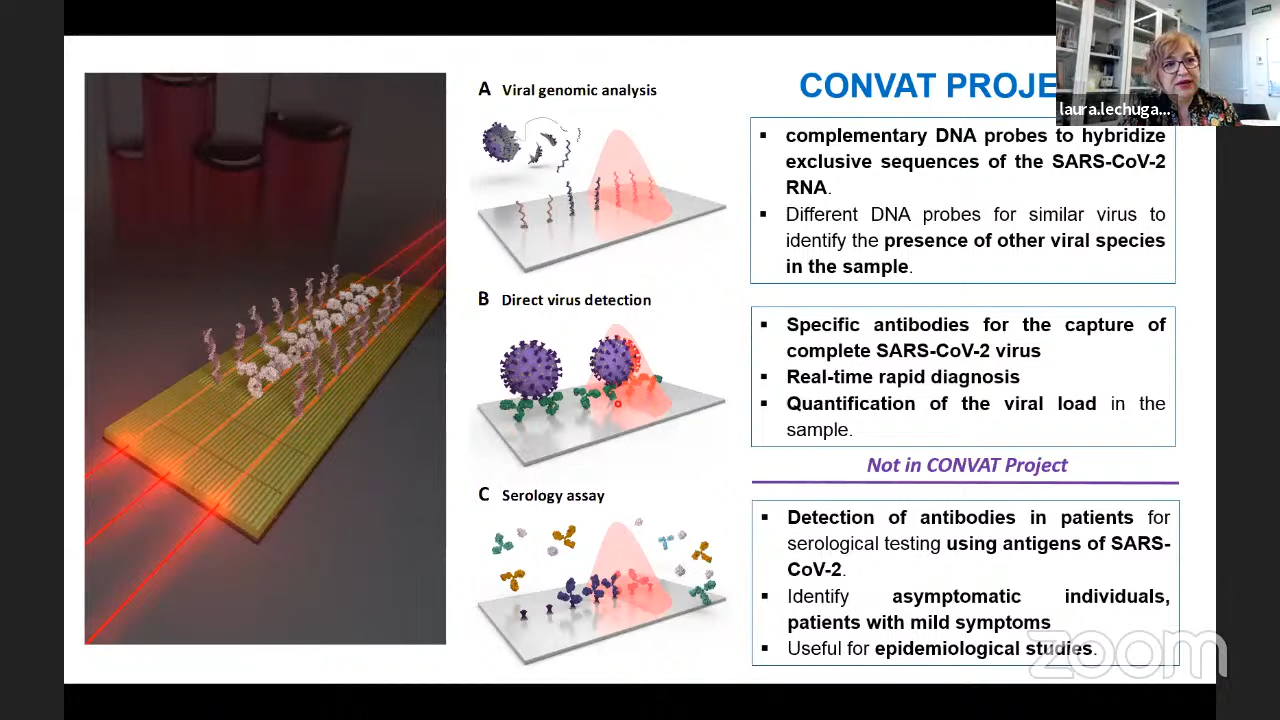 A Viral genomic analysis
CONVAT PROJE
laura.lechuga...
▪ complementary DNA probes to hybridize
exclusive sequences of the SARS-CoV-2
RNA.
▪ Different DNA probes for similar virus to
identify the presence of other viral species
in the sample.
B Direct virus detection
▪ Specific antibodies for the capture of
complete SARS-CoV-2 virus
▪ Real-time rapid diagnosis
▪ Quantification of the viral load in the
sample.
Not in CONVAT Project
C Serology assay
▪ Detection of antibodies in patients for
serological testing using antigens of SARS-
CoV-2.
▪ Identify asymptomatic individuals,
patients with mild symptoms
▪ Useful for epidemiological studies.
zoom